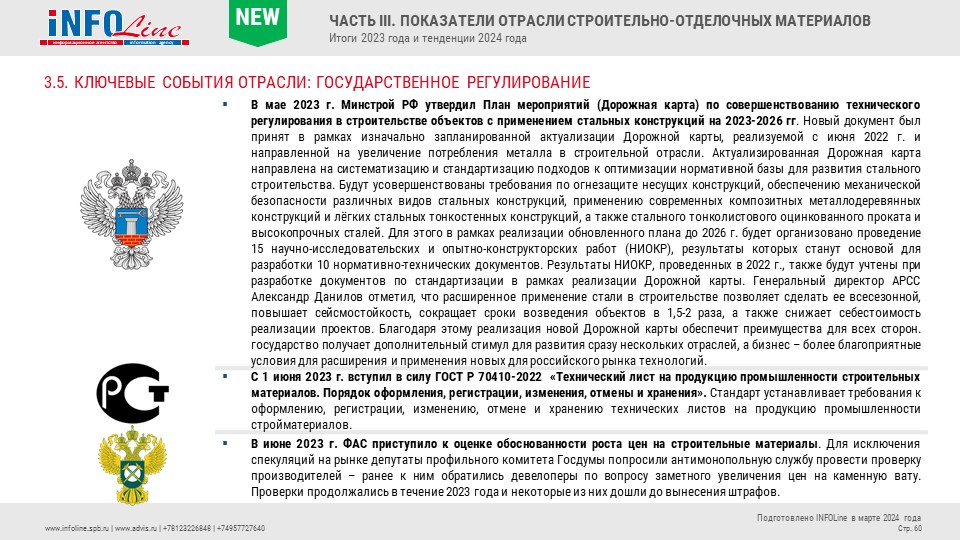 iNFOLine
информационное агентство information agency
NEW
ЧАСТЬ III. ПОКАЗАТЕЛИ ОТРАСЛИ СТРОИТЕЛЬНО-ОТДЕЛОЧНЫХ МАТЕРИАЛОВ
Итоги 2023 года и тенденции 2024 года
3.5. КЛЮЧЕВЫЕ СОБЫТИЯ ОТРАСЛИ: ГОСУДАРСТВЕННОЕ РЕГУЛИРОВАНИЕ
▪ В мае 2023 г. Минстрой РФ утвердил План мероприятий (Дорожная карта) по совершенствованию технического
регулирования в строительстве объектов с применением стальных конструкций на 2023-2026 гг. Новый документ был
принят в рамках изначально запланированной актуализации Дорожной карты, реализуемой с июня 2022 г. и
направленной на увеличение потребления металла в строительной отрасли. Актуализированная Дорожная карта
направлена на систематизацию и стандартизацию подходов к оптимизации нормативной базы для развития стального
строительства. Будут усовершенствованы требования по огнезащите несущих конструкций, обеспечению механической
безопасности различных видов стальных конструкций, применению современных композитных металлодеревянных
конструкций и лёгких стальных тонкостенных конструкций, а также стального тонколистового оцинкованного проката и
высокопрочных сталей. Для этого в рамках реализации обновленного плана до 2026 г. будет организовано проведение
15 научно-исследовательских и опытно-конструкторских работ (НИОКР), результаты которых станут основой для
разработки 10 нормативно-технических документов. Результаты НИОКР, проведенных в 2022 г., также будут учтены при
разработке документов по стандартизации в рамках реализации Дорожной карты. Генеральный директор АРСС
Александр Данилов отметил, что расширенное применение стали в строительстве позволяет сделать ее всесезонной,
повышает сейсмостойкость, сокращает сроки возведения объектов в 1,5-2 раза, а также снижает себестоимость
реализации проектов. Благодаря этому реализация новой Дорожной карты обеспечит преимущества для всех сторон.
государство получает дополнительный стимул для развития сразу нескольких отраслей, а бизнес – более благоприятные
условия для расширения и применения новых для российского рынка технологий.
▪ С 1 июня 2023 г. вступил в силу ГОСТ Р 70410-2022 «Технический лист на продукцию промышленности строительных
материалов. Порядок оформления, регистрации, изменения, отмены и хранения». Стандарт устанавливает требования к
оформлению, регистрации, изменению, отмене и хранению технических листов на продукцию промышленности
стройматериалов.
▪ В июне 2023 г. ФАС приступило к оценке обоснованности роста цен на строительные материалы. Для исключения
спекуляций на рынке депутаты профильного комитета Госдумы попросили антимонопольную службу провести проверку
производителей – ранее к ним обратились девелоперы по вопросу заметного увеличения цен на каменную вату.
Проверки продолжались в течение 2023 года и некоторые из них дошли до вынесения штрафов.
Подготовлено INFOLine в марте 2024 года
www.infoline.spb.ru | www.advis.ru | +78123226848 | +74957727640
Стр. 60